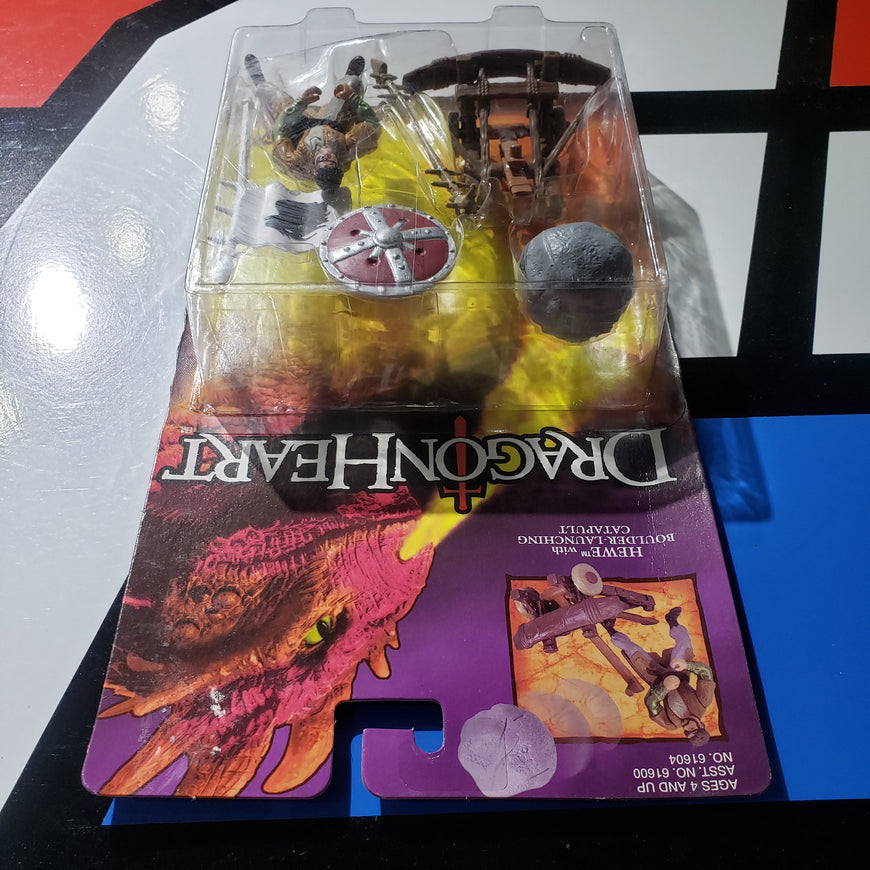 AGES 4 AND UP
ASST. NO. 61600
NO. 61604
HEWE™ with
BOULDER-LAUNCHING
CATAPULT
DRAGONHEART